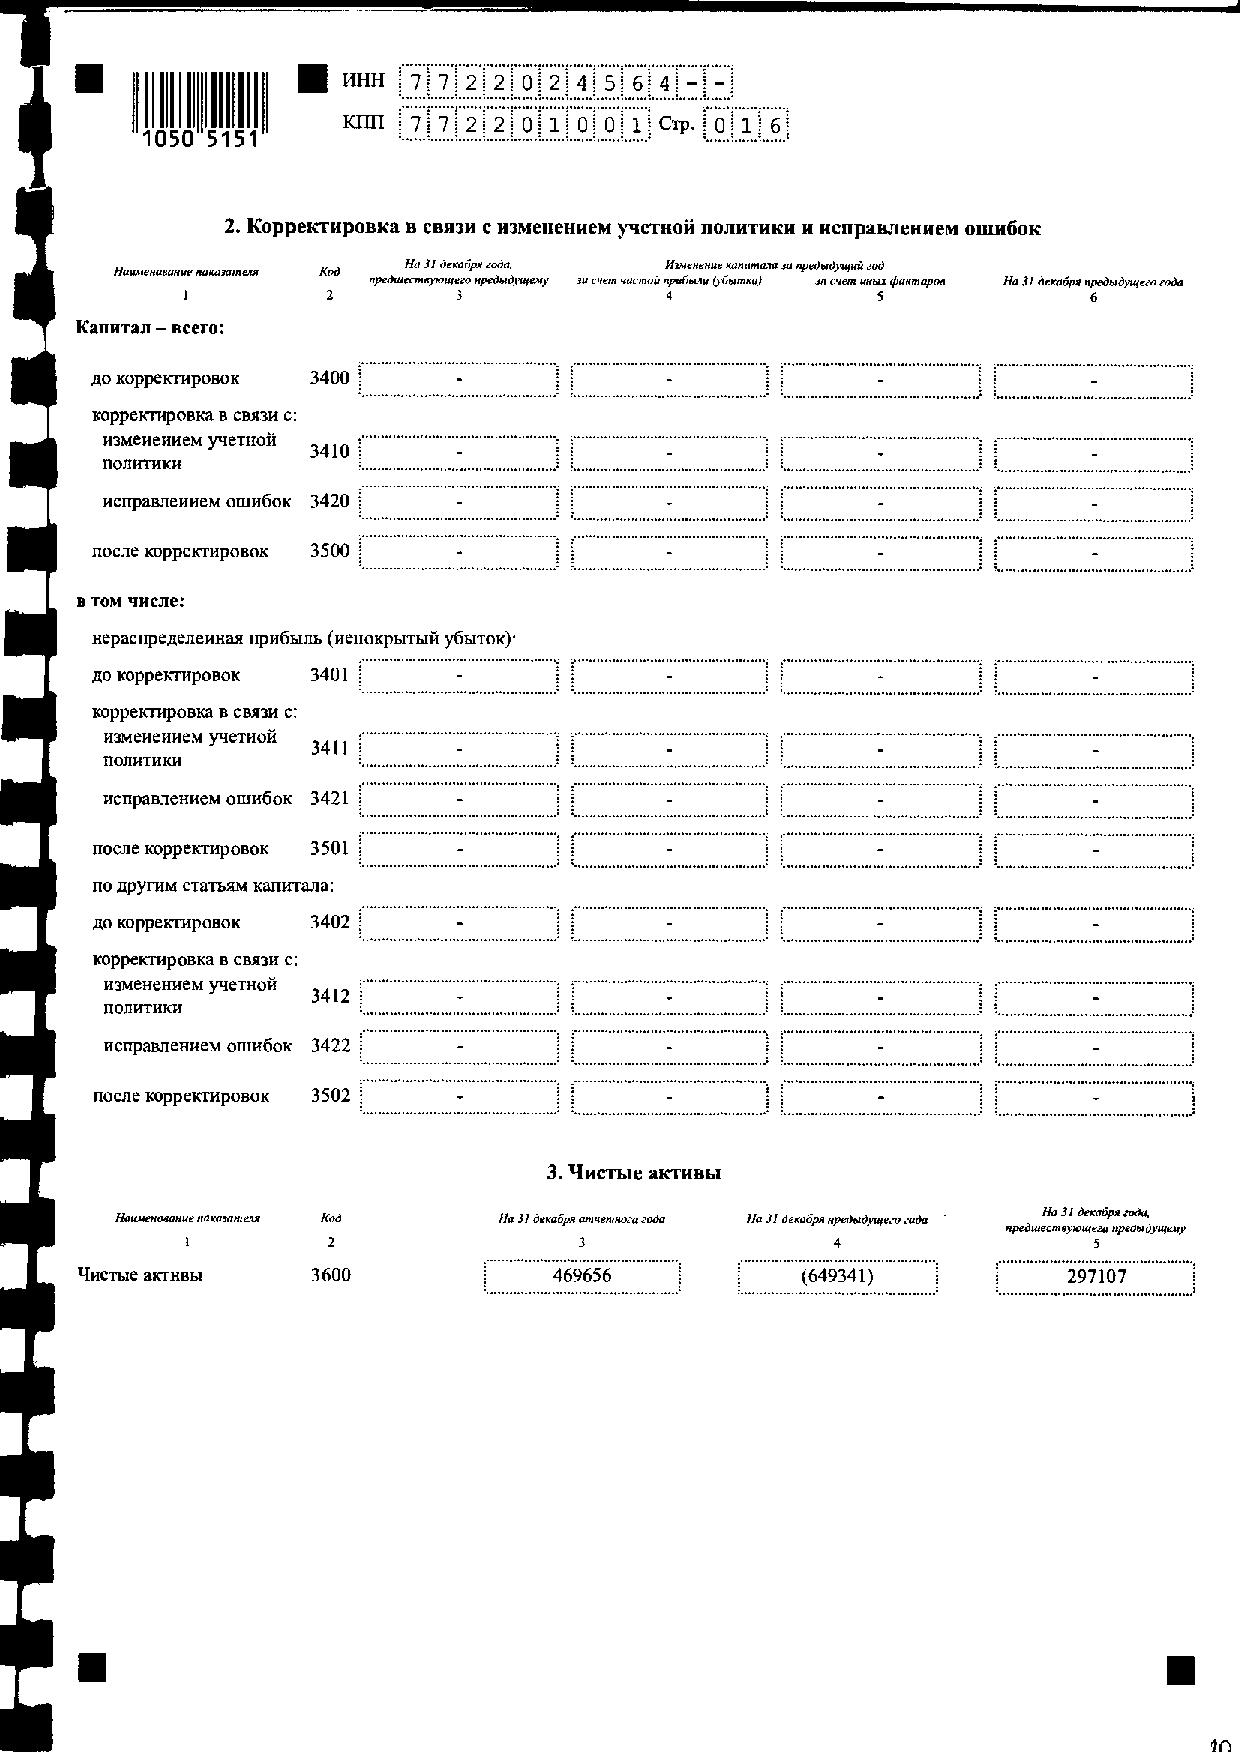 ИНН 7722024564--
КПП 772201001 Стр. 016
1050 5151
2. Корректировка в связи с изменением учетной политики и исправлением ошибок
Наименование показателя Код На 31 декабря года, предшествующего предыдущему Изменение капитала за предыдущий год за счет чистой прибыли (убытка) за счет иных факторов На 31 декабря предыдущего года
1 2 3 4 5 6
Капитал – всего:
до корректировок 3400 - - - -
корректировка в связи с:
изменением учетной
политики 3410 - - - -
исправлением ошибок 3420 - - - -
после корректировок 3500 - - - -
в том числе:
нераспределенная прибыль (непокрытый убыток):
до корректировок 3401 - - - -
корректировка в связи с:
изменением учетной
политики 3411 - - - -
исправлением ошибок 3421 - - - -
после корректировок 3501 - - - -
по другим статьям капитала:
до корректировок 3402 - - - -
корректировка в связи с:
изменением учетной
политики 3412 - - - -
исправлением ошибок 3422 - - - -
после корректировок 3502 - - - -
3. Чистые активы
Наименование показателя Код На 31 декабря отчетного года На 31 декабря предыдущего года На 31 декабря года, предшествующего предыдущему
1 2 3 4 5
Чистые активы 3600 469656 (649341) 297107
10